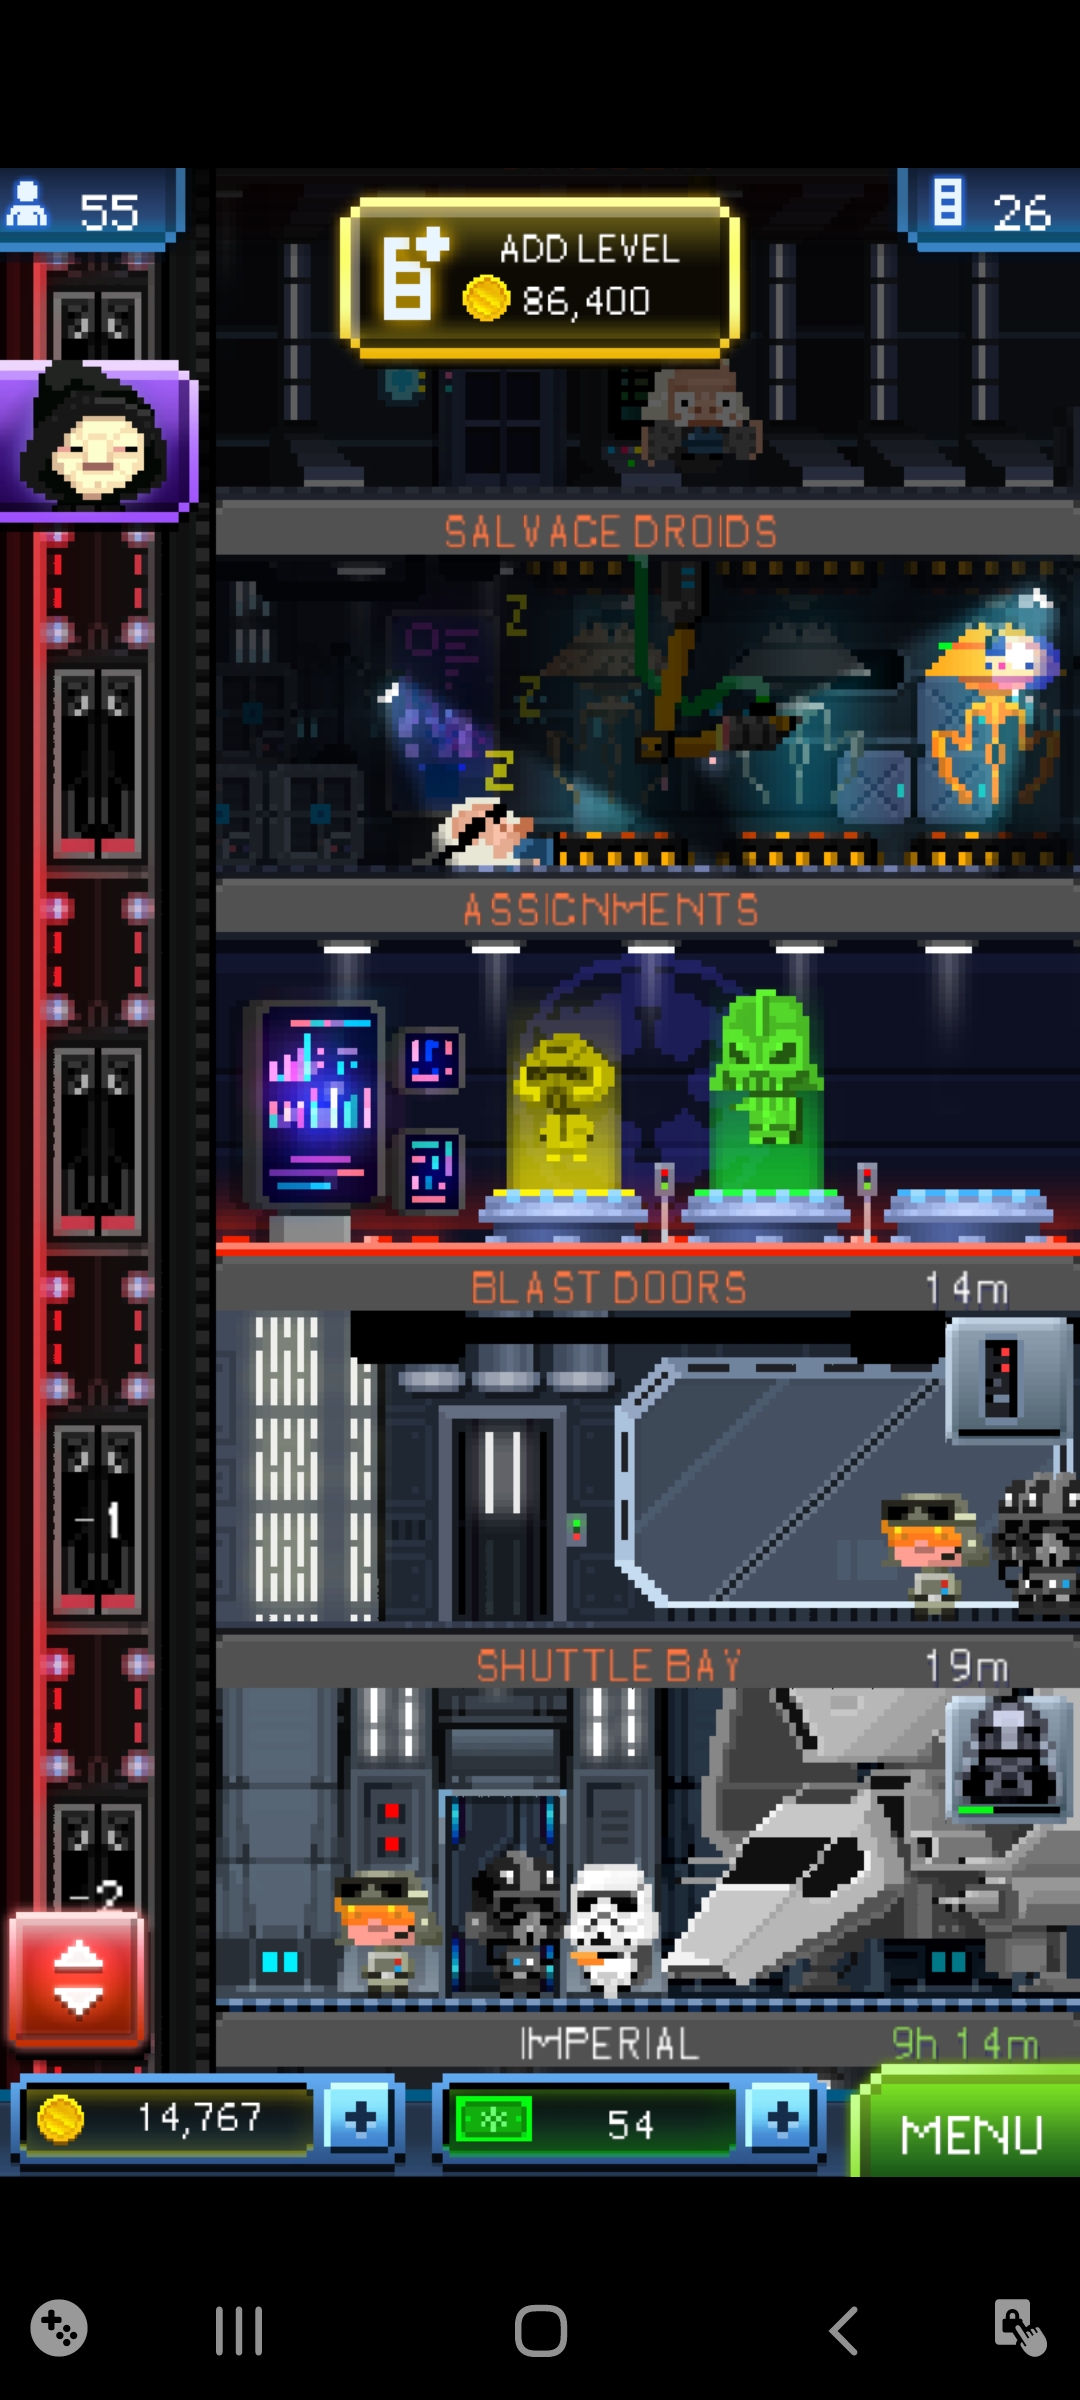 55
ADD LEVEL
86,400
26
SALVAGE DROIDS
Z
Z
Z
ASSIGNMENTS
BLAST DOORS 14m
-1
SHUTTLE BAY 19m
-2
IMPERIAL 9h 14m
14,767
54
MENU